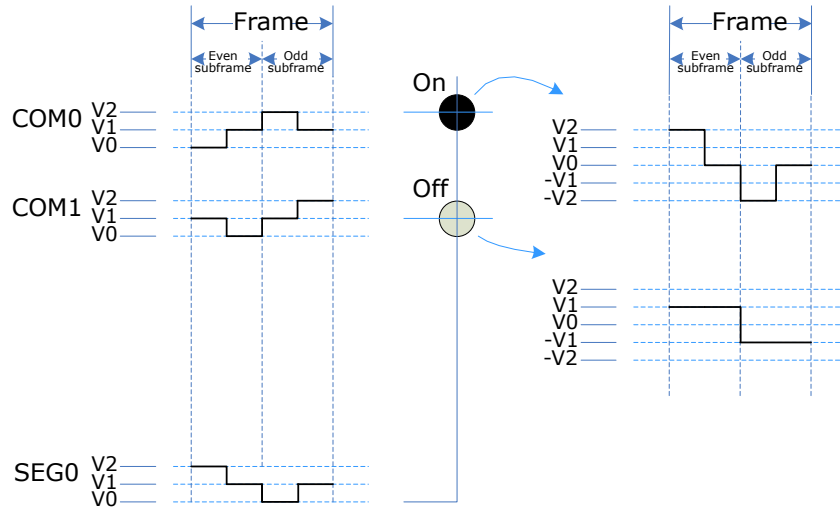 Frame
Even subframe
Odd subframe
COM0
V2
V1
V0
COM1
V2
V1
V0
SEG0
V2
V1
V0
On
Off
Frame
Even subframe
Odd subframe
V2
V1
V0
-V1
-V2
V2
V1
V0
-V1
-V2